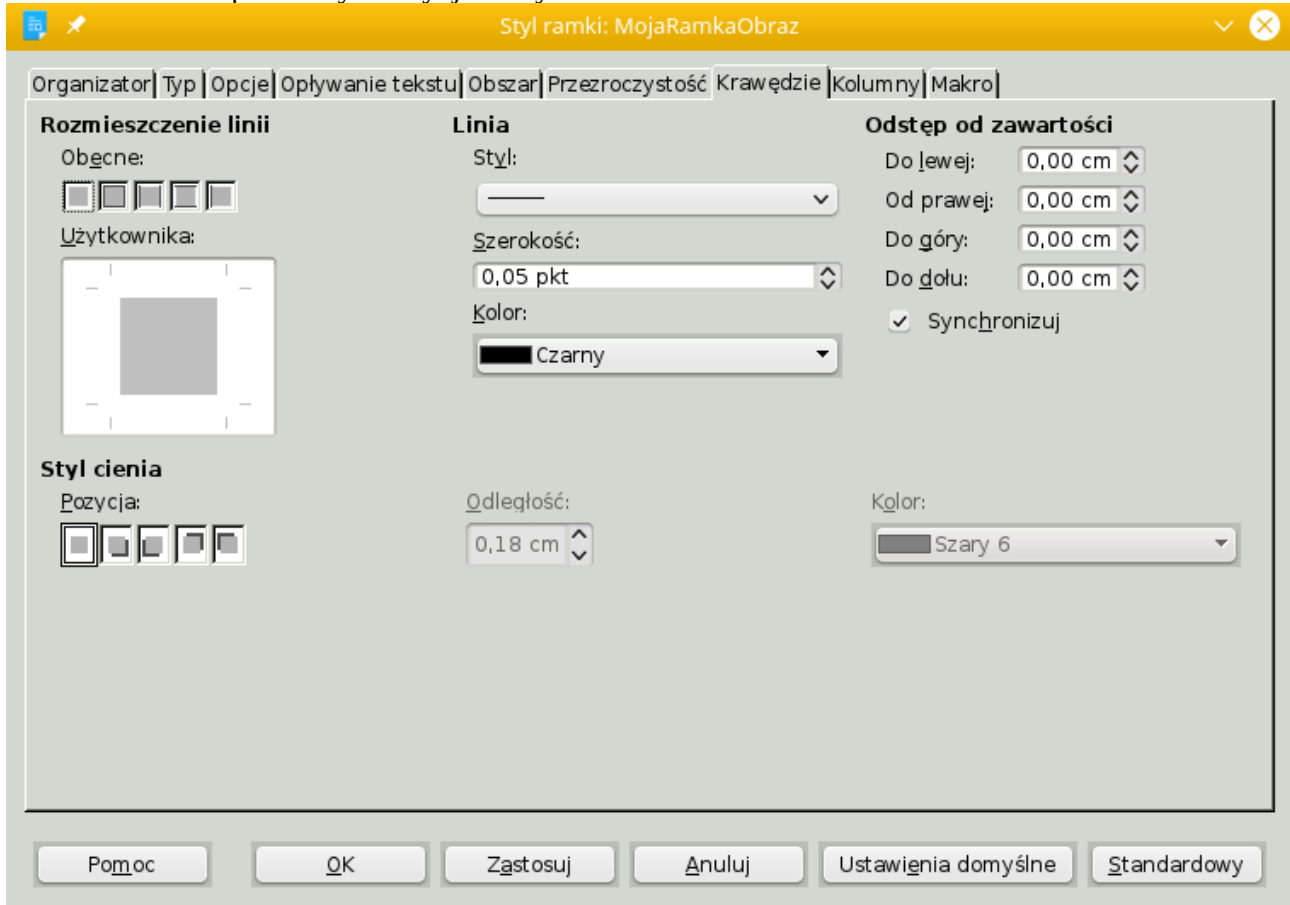 Styl ramki: MojaRamkaObraz
Organizator Typ Opcje Opływanie tekstu Obszar Przezroczystość Krawędzie Kolumny Makro
Rozmieszczenie linii
Obecne:
Użytkownika:
Linia
Styl:
Szerokość:
0,05 pkt
Kolor:
Czarny
Odstęp od zawartości
Do lewej: 0,00 cm
Od prawej: 0,00 cm
Do góry: 0,00 cm
Do dołu: 0,00 cm
Synchronizuj
Styl cienia
Pozycja:
Odległość:
0,18 cm
Kolor:
Szary 6
Pomoc OK Zastosuj Anuluj Ustawienia domyślne Standardowy